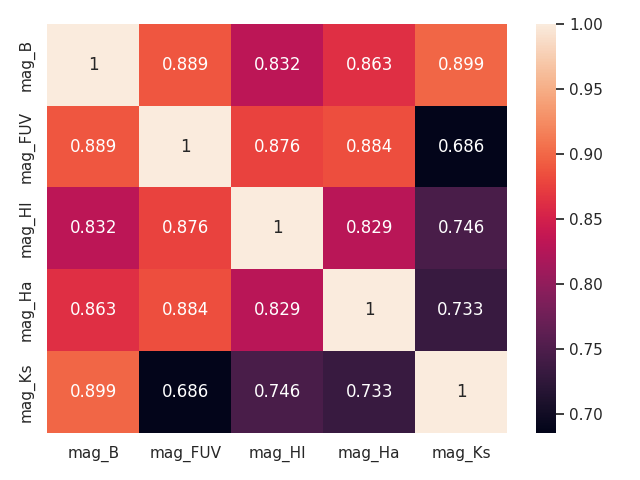 mag_B 1 0.889 0.832 0.863 0.899
mag_FUV 0.889 1 0.876 0.884 0.686
mag_HI 0.832 0.876 1 0.829 0.746
mag_Ha 0.863 0.884 0.829 1 0.733
mag_Ks 0.899 0.686 0.746 0.733 1
mag_B mag_FUV mag_HI mag_Ha mag_Ks
1.00
0.95
0.90
0.85
0.80
0.75
0.70